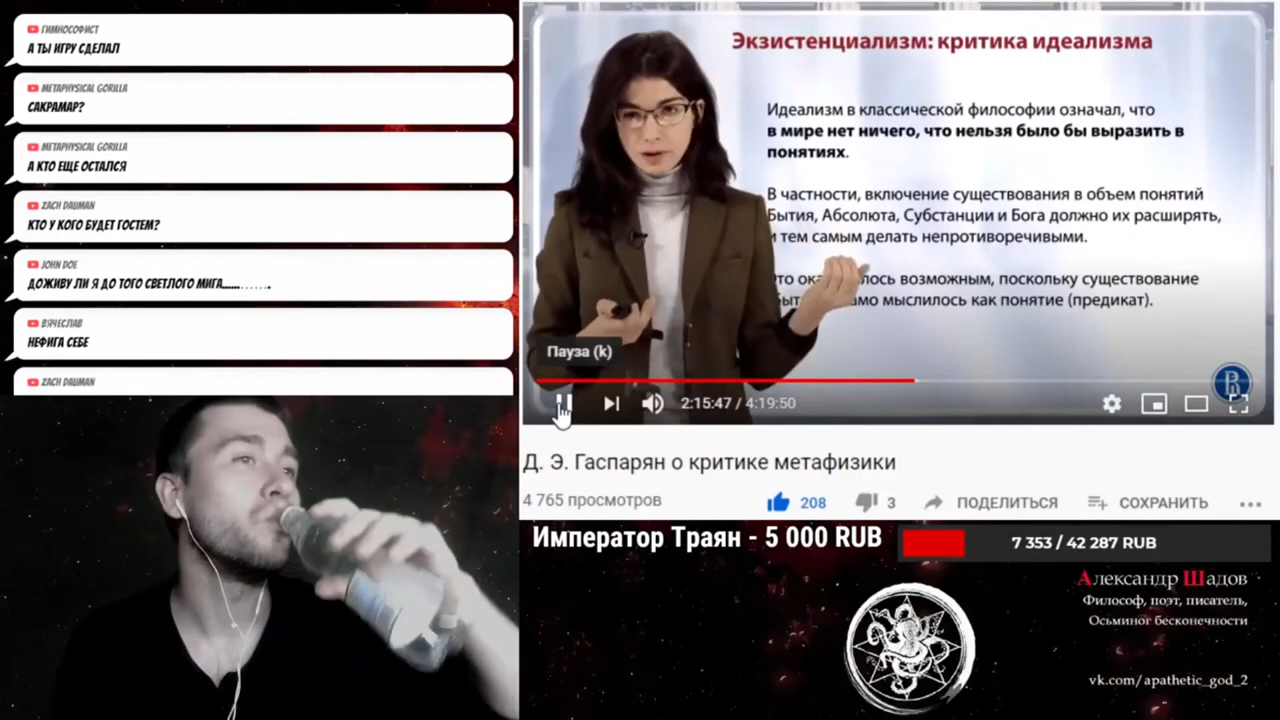 ГИМНОСОФИСТ
А ТЫ ИГРУ СДЕЛАЛ
METAPHYSICAL GORILLA
САКРАМАР?
METAPHYSICAL GORILLA
А КТО ЕЩЕ ОСТАЛСЯ
ZACH DAUMAN
КТО У КОГО БУДЕТ ГОСТЕМ?
JOHN DOE
ДОЖИВУ ЛИ Я ДО ТОГО СВЕТЛОГО МИГА.............
ВЯЧЕСЛАВ
НЕФИГА СЕБЕ
ZACH DAUMAN
Экзистенциализм: критика идеализма
Идеализм в классической философии означал, что
в мире нет ничего, что нельзя было бы выразить в
понятиях.
В частности, включение существования в объем понятий
Бытия, Абсолюта, Субстанции и Бога должно их расширять,
и тем самым делать непротиворечивыми.
возможным, поскольку существование
мыслилось как понятие (предикат).
Пауза (k)
2:15:47 / 4:19:50
Д. Э. Гаспарян о критике метафизики
4 765 просмотров
208
3
ПОДЕЛИТЬСЯ
СОХРАНИТЬ
Император Траян - 5 000 RUB
7 353 / 42 287 RUB
Александр Шадов
Философ, поэт, писатель,
Осьминог бесконечности
vk.com/apathetic_god_2